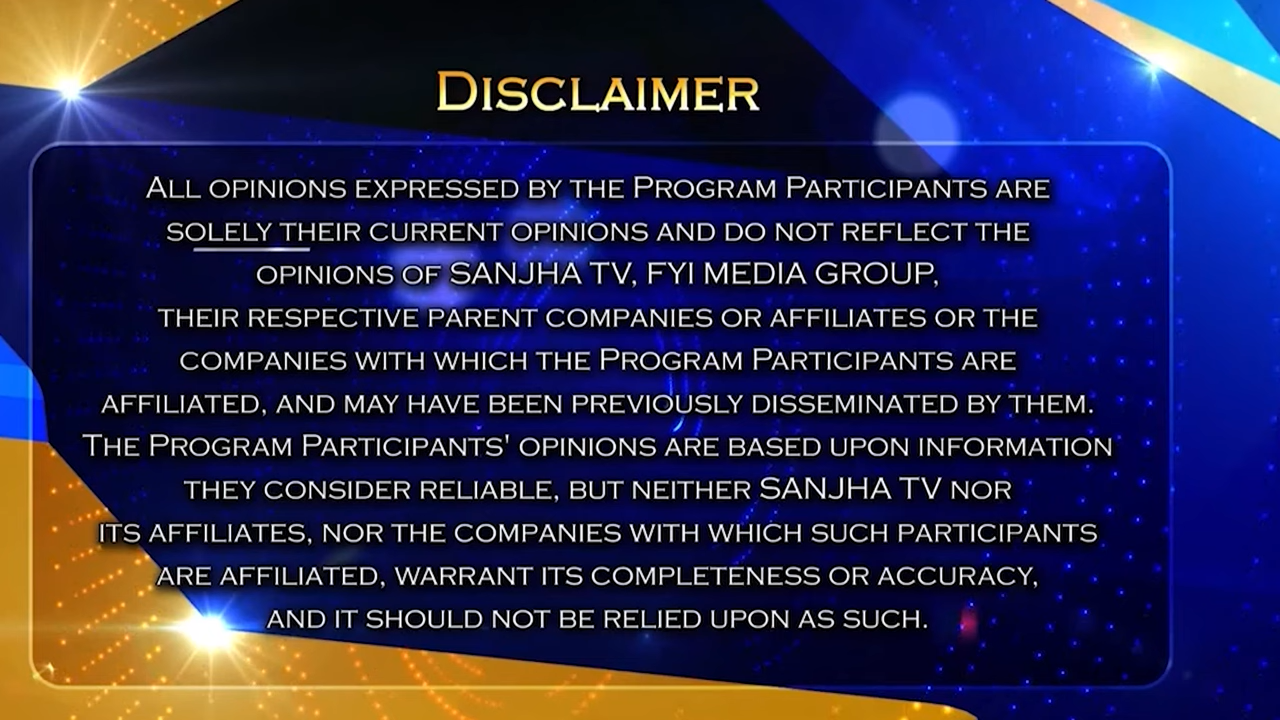 DISCLAIMER
ALL OPINIONS EXPRESSED BY THE PROGRAM PARTICIPANTS ARE
SOLELY THEIR CURRENT OPINIONS AND DO NOT REFLECT THE
OPINIONS OF SANJHA TV, FYI MEDIA GROUP,
THEIR RESPECTIVE PARENT COMPANIES OR AFFILIATES OR THE
COMPANIES WITH WHICH THE PROGRAM PARTICIPANTS ARE
AFFILIATED, AND MAY HAVE BEEN PREVIOUSLY DISSEMINATED BY THEM.
THE PROGRAM PARTICIPANTS' OPINIONS ARE BASED UPON INFORMATION
THEY CONSIDER RELIABLE, BUT NEITHER SANJHA TV NOR
ITS AFFILIATES, NOR THE COMPANIES WITH WHICH SUCH PARTICIPANTS
ARE AFFILIATED, WARRANT ITS COMPLETENESS OR ACCURACY,
AND IT SHOULD NOT BE RELIED UPON AS SUCH.